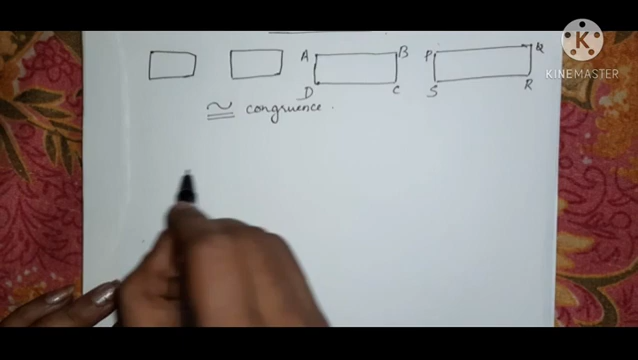 A B P Q
D C S R
≅ congruence.
K
KINEMASTER